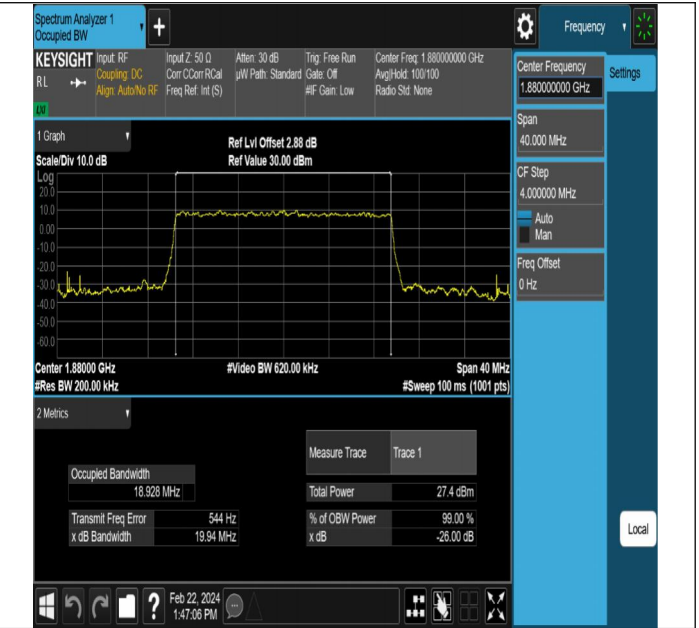 Spectrum Analyzer 1
Occupied BW
Frequency
KEYSIGHT
RL
Input: RF
Coupling: DC
Align: Auto/No RF
Input Z: 50 Ω
Corr CCorr RCal
Freq Ref: Int (S)
Atten: 30 dB
µW Path: Standard
Trig: Free Run
Gate: Off
#IF Gain: Low
Center Freq: 1.880000000 GHz
Avg|Hold: 100/100
Radio Std: None
Center Frequency
1.880000000 GHz
Settings
Span
40.000 MHz
CF Step
4.000000 MHz
Auto
Man
Freq Offset
0 Hz
1 Graph
Ref Lvl Offset 2.88 dB
Scale/Div 10.0 dB
Ref Value 30.00 dBm
Log
20.0
10.0
0.00
-10.0
-20.0
-30.0
-40.0
-50.0
-60.0
Center 1.88000 GHz
#Video BW 620.00 kHz
Span 40 MHz
#Res BW 200.00 kHz
#Sweep 100 ms (1001 pts)
2 Metrics
Measure Trace
Trace 1
Occupied Bandwidth
18.928 MHz
Total Power
27.4 dBm
Transmit Freq Error
544 Hz
% of OBW Power
99.00 %
x dB Bandwidth
19.94 MHz
x dB
-26.00 dB
Local
?
Feb 22, 2024
1:47:06 PM